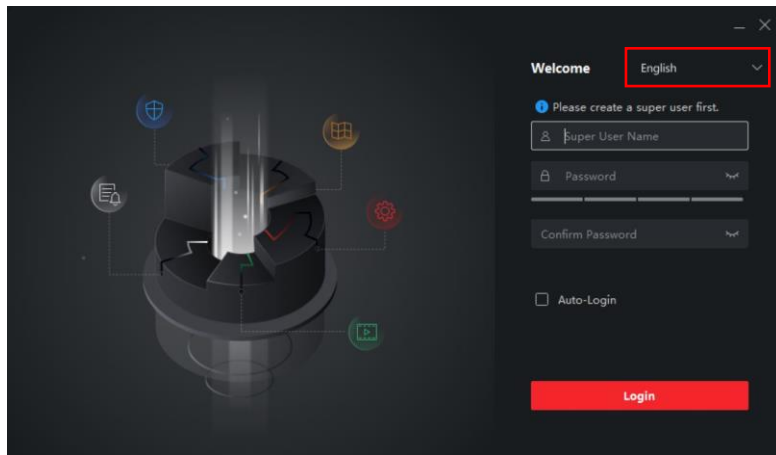 Welcome English
Please create a super user first.
Super User Name
Password
Confirm Password
Auto-Login
Login